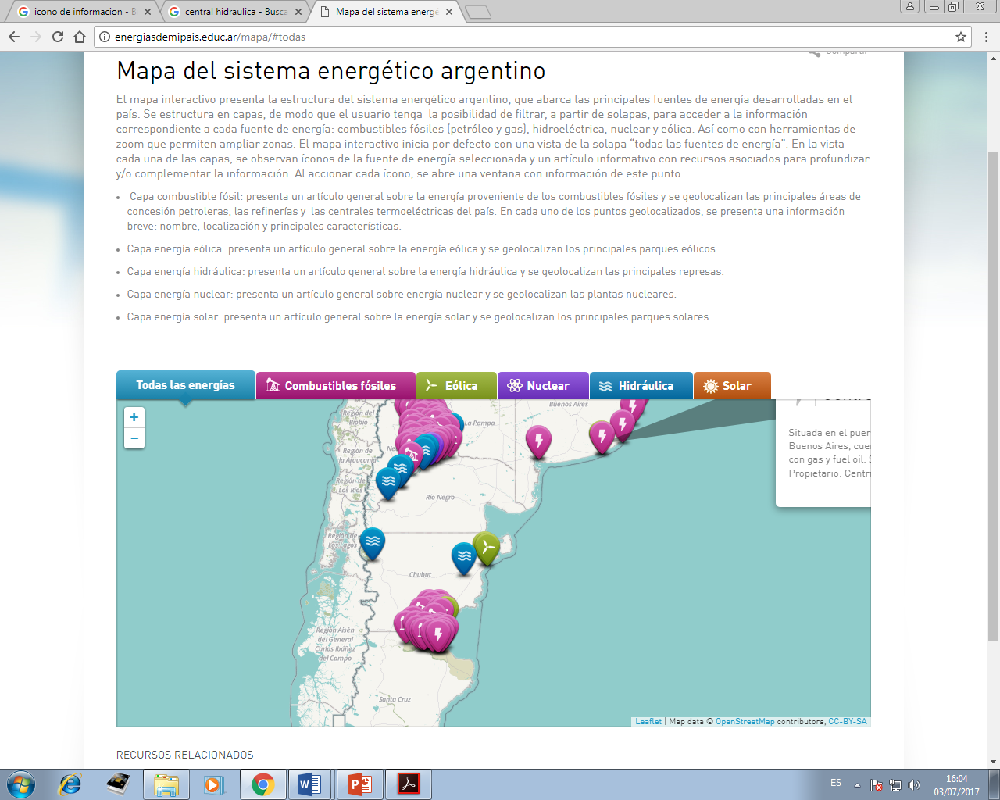 icono de informacion - B
central hidraulica - Busca
Mapa del sistema energé
energiasdemipais.educ.ar/mapa/#todas
Compartir
Mapa del sistema energético argentino
El mapa interactivo presenta la estructura del sistema energético argentino, que abarca las principales fuentes de energía desarrolladas en el
país. Se estructura en capas, de modo que el usuario tenga la posibilidad de filtrar, a partir de solapas, para acceder a la información
correspondiente a cada fuente de energía: combustibles fósiles (petróleo y gas), hidroeléctrica, nuclear y eólica. Así como con herramientas de
zoom que permiten ampliar zonas. El mapa interactivo inicia por defecto con una vista de la solapa “todas las fuentes de energía”. En la vista
cada una de las capas, se observan íconos de la fuente de energía seleccionada y un artículo informativo con recursos asociados para profundizar
y/o complementar la información. Al accionar cada ícono, se abre una ventana con información de este punto.
• Capa combustible fósil: presenta un artículo general sobre la energía proveniente de los combustibles fósiles y se geolocalizan las principales áreas de
concesión petroleras, las refinerías y las centrales termoeléctricas del país. En cada uno de los puntos geolocalizados, se presenta una información
breve: nombre, localización y principales características.
• Capa energía eólica: presenta un artículo general sobre la energía eólica y se geolocalizan los principales parques eólicos.
• Capa energía hidráulica: presenta un artículo general sobre la energía hidráulica y se geolocalizan las principales represas.
• Capa energía nuclear: presenta un artículo general sobre energía nuclear y se geolocalizan las plantas nucleares.
• Capa energía solar: presenta un artículo general sobre la energía solar y se geolocalizan los principales parques solares.
Todas las energías
Combustibles fósiles
Eólica
Nuclear
Hidráulica
Solar
+
−
Región del
Biobío
La Pampa
Buenos Aires
Región de
la Araucanía
Ne
Región de
Los Ríos
Río Negro
Región de
Los Lagos
Chubut
Región Aisén
del General
Carlos Ibáñez
del Campo
Santa Cruz
Situada en el puer
Buenos Aires, cue
con gas y fuel oil. S
Propietario: Centra
Leaflet | Map data © OpenStreetMap contributors, CC-BY-SA
RECURSOS RELACIONADOS
ES
16:04
03/07/2017